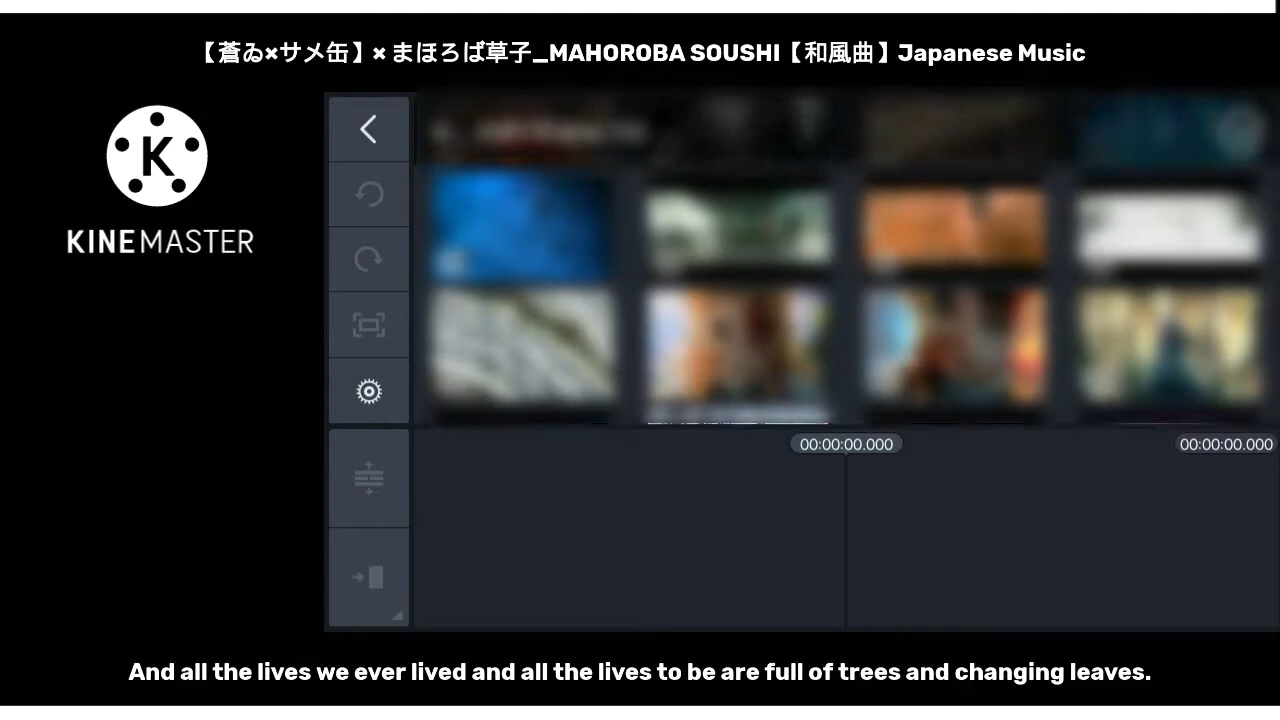 【蒼ゐ×サメ缶】× まほろば草子_MAHOROBA SOUSHI【和風曲】Japanese Music
K
KINEMASTER
00:00:00.000
00:00:00.000
And all the lives we ever lived and all the lives to be are full of trees and changing leaves.